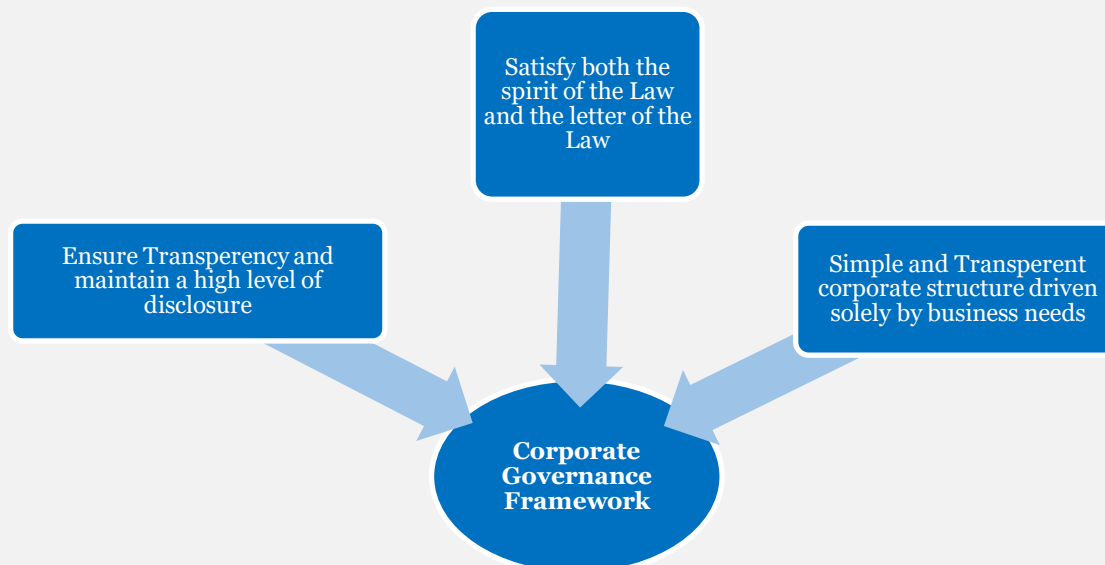 Satisfy both the
spirit of the Law
and the letter of the
Law
Ensure Transperency and
maintain a high level of
disclosure
Simple and Transperent
corporate structure driven
solely by business needs
Corporate
Governance
Framework